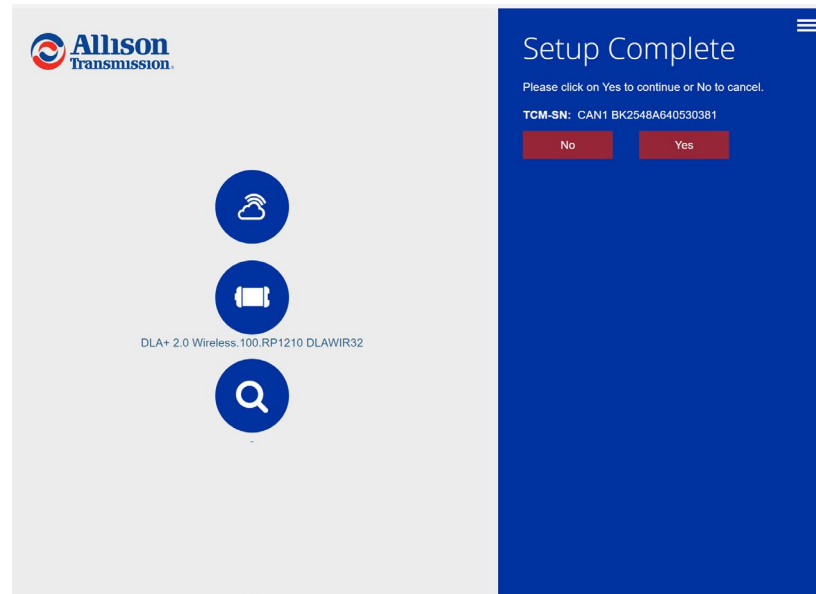 Allison
Transmission.
DLA+ 2.0 Wireless.100.RP1210 DLAWIR32
-
Setup Complete
Please click on Yes to continue or No to cancel.
TCM-SN: CAN1 BK2548A640530381
No Yes